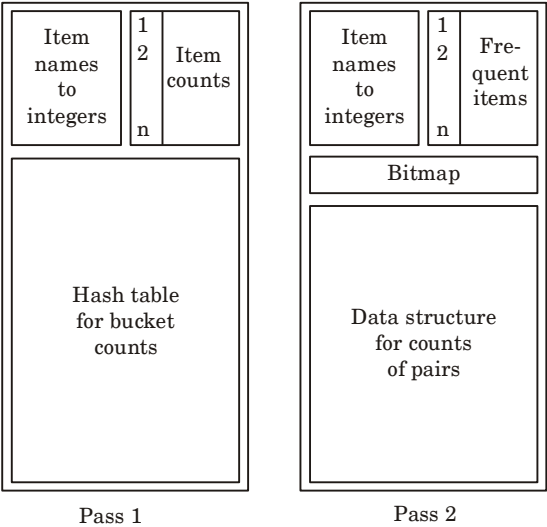 Item
names
to
integers
1
2
n
Item
counts
Hash table
for bucket
counts
Pass 1
Item
names
to
integers
1
2
n
Fre-
quent
items
Bitmap
Data structure
for counts
of pairs
Pass 2